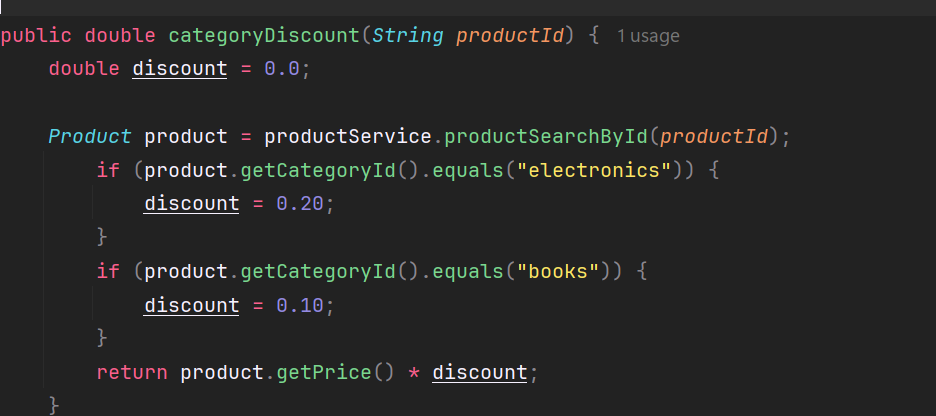 public double categoryDiscount(String productId) { 1 usage
    double discount = 0.0;
    Product product = productService.productSearchById(productId);
        if (product.getCategoryId().equals("electronics")) {
            discount = 0.20;
        }
        if (product.getCategoryId().equals("books")) {
            discount = 0.10;
        }
        return product.getPrice() * discount;
    }